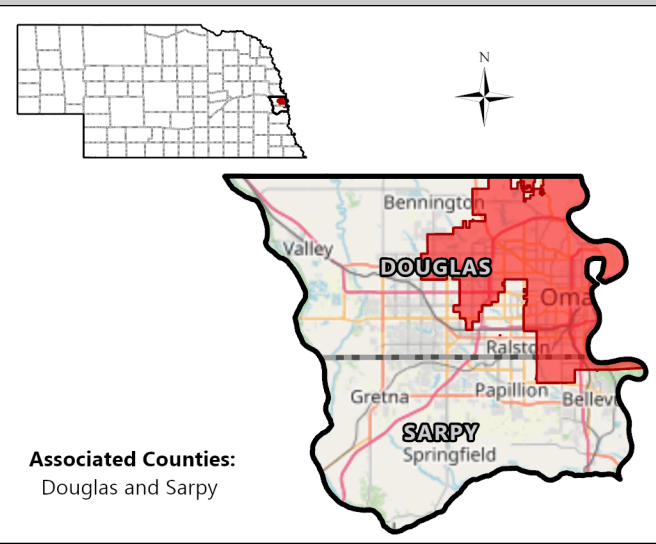 N
Bennington
Valley
DOUGLAS
Oma
Ralston
Gretna
Papillion
Bellev
SARPY
Springfield
Associated Counties:
Douglas and Sarpy